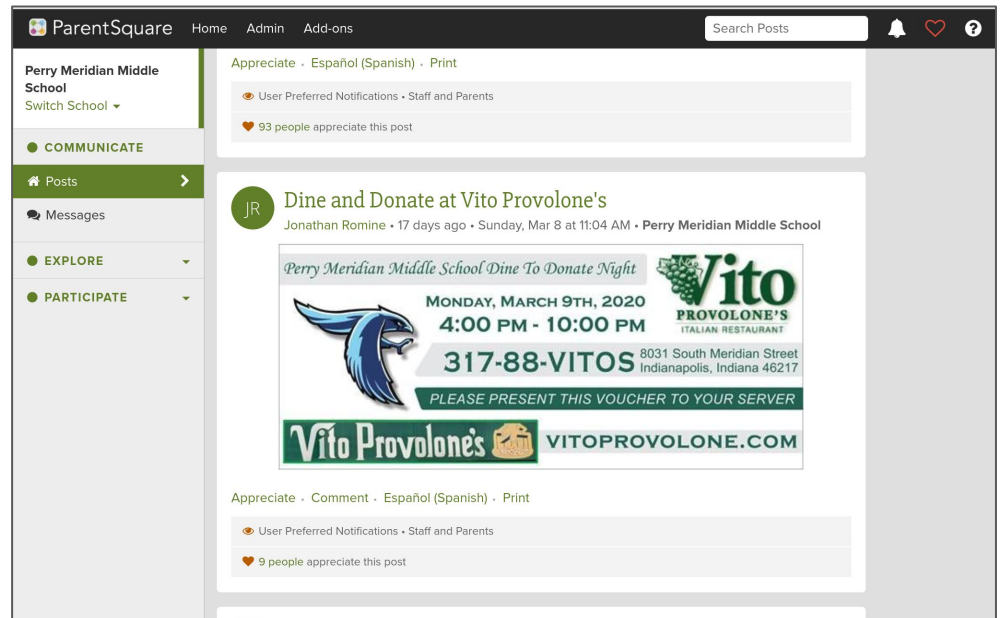 ParentSquare Home Admin Add-ons Search Posts ?
Perry Meridian Middle School
Switch School
COMMUNICATE
Posts
Messages
EXPLORE
PARTICIPATE
Appreciate • Español (Spanish) • Print
User Preferred Notifications • Staff and Parents
93 people appreciate this post
JR
Dine and Donate at Vito Provolone's
Jonathan Romine • 17 days ago • Sunday, Mar 8 at 11:04 AM • Perry Meridian Middle School
Perry Meridian Middle School Dine To Donate Night
Vito
PROVOLONE'S
ITALIAN RESTAURANT
MONDAY, MARCH 9TH, 2020
4:00 PM - 10:00 PM
317-88-VITOS
8031 South Meridian Street
Indianapolis, Indiana 46217
PLEASE PRESENT THIS VOUCHER TO YOUR SERVER
Vito Provolone's
VITOPROVOLONE.COM
Appreciate • Comment • Español (Spanish) • Print
User Preferred Notifications • Staff and Parents
9 people appreciate this post